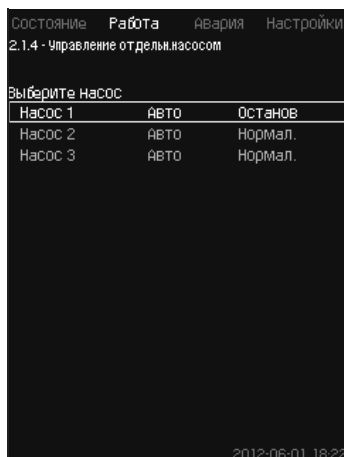 Состояние Работа Авария Настройки
2.1.4 - Управление отдельн.насосом
Выберите насос
Насос 1 Авто Останов
Насос 2 Авто Нормал.
Насос 3 Авто Нормал.
2012-06-01 18:22